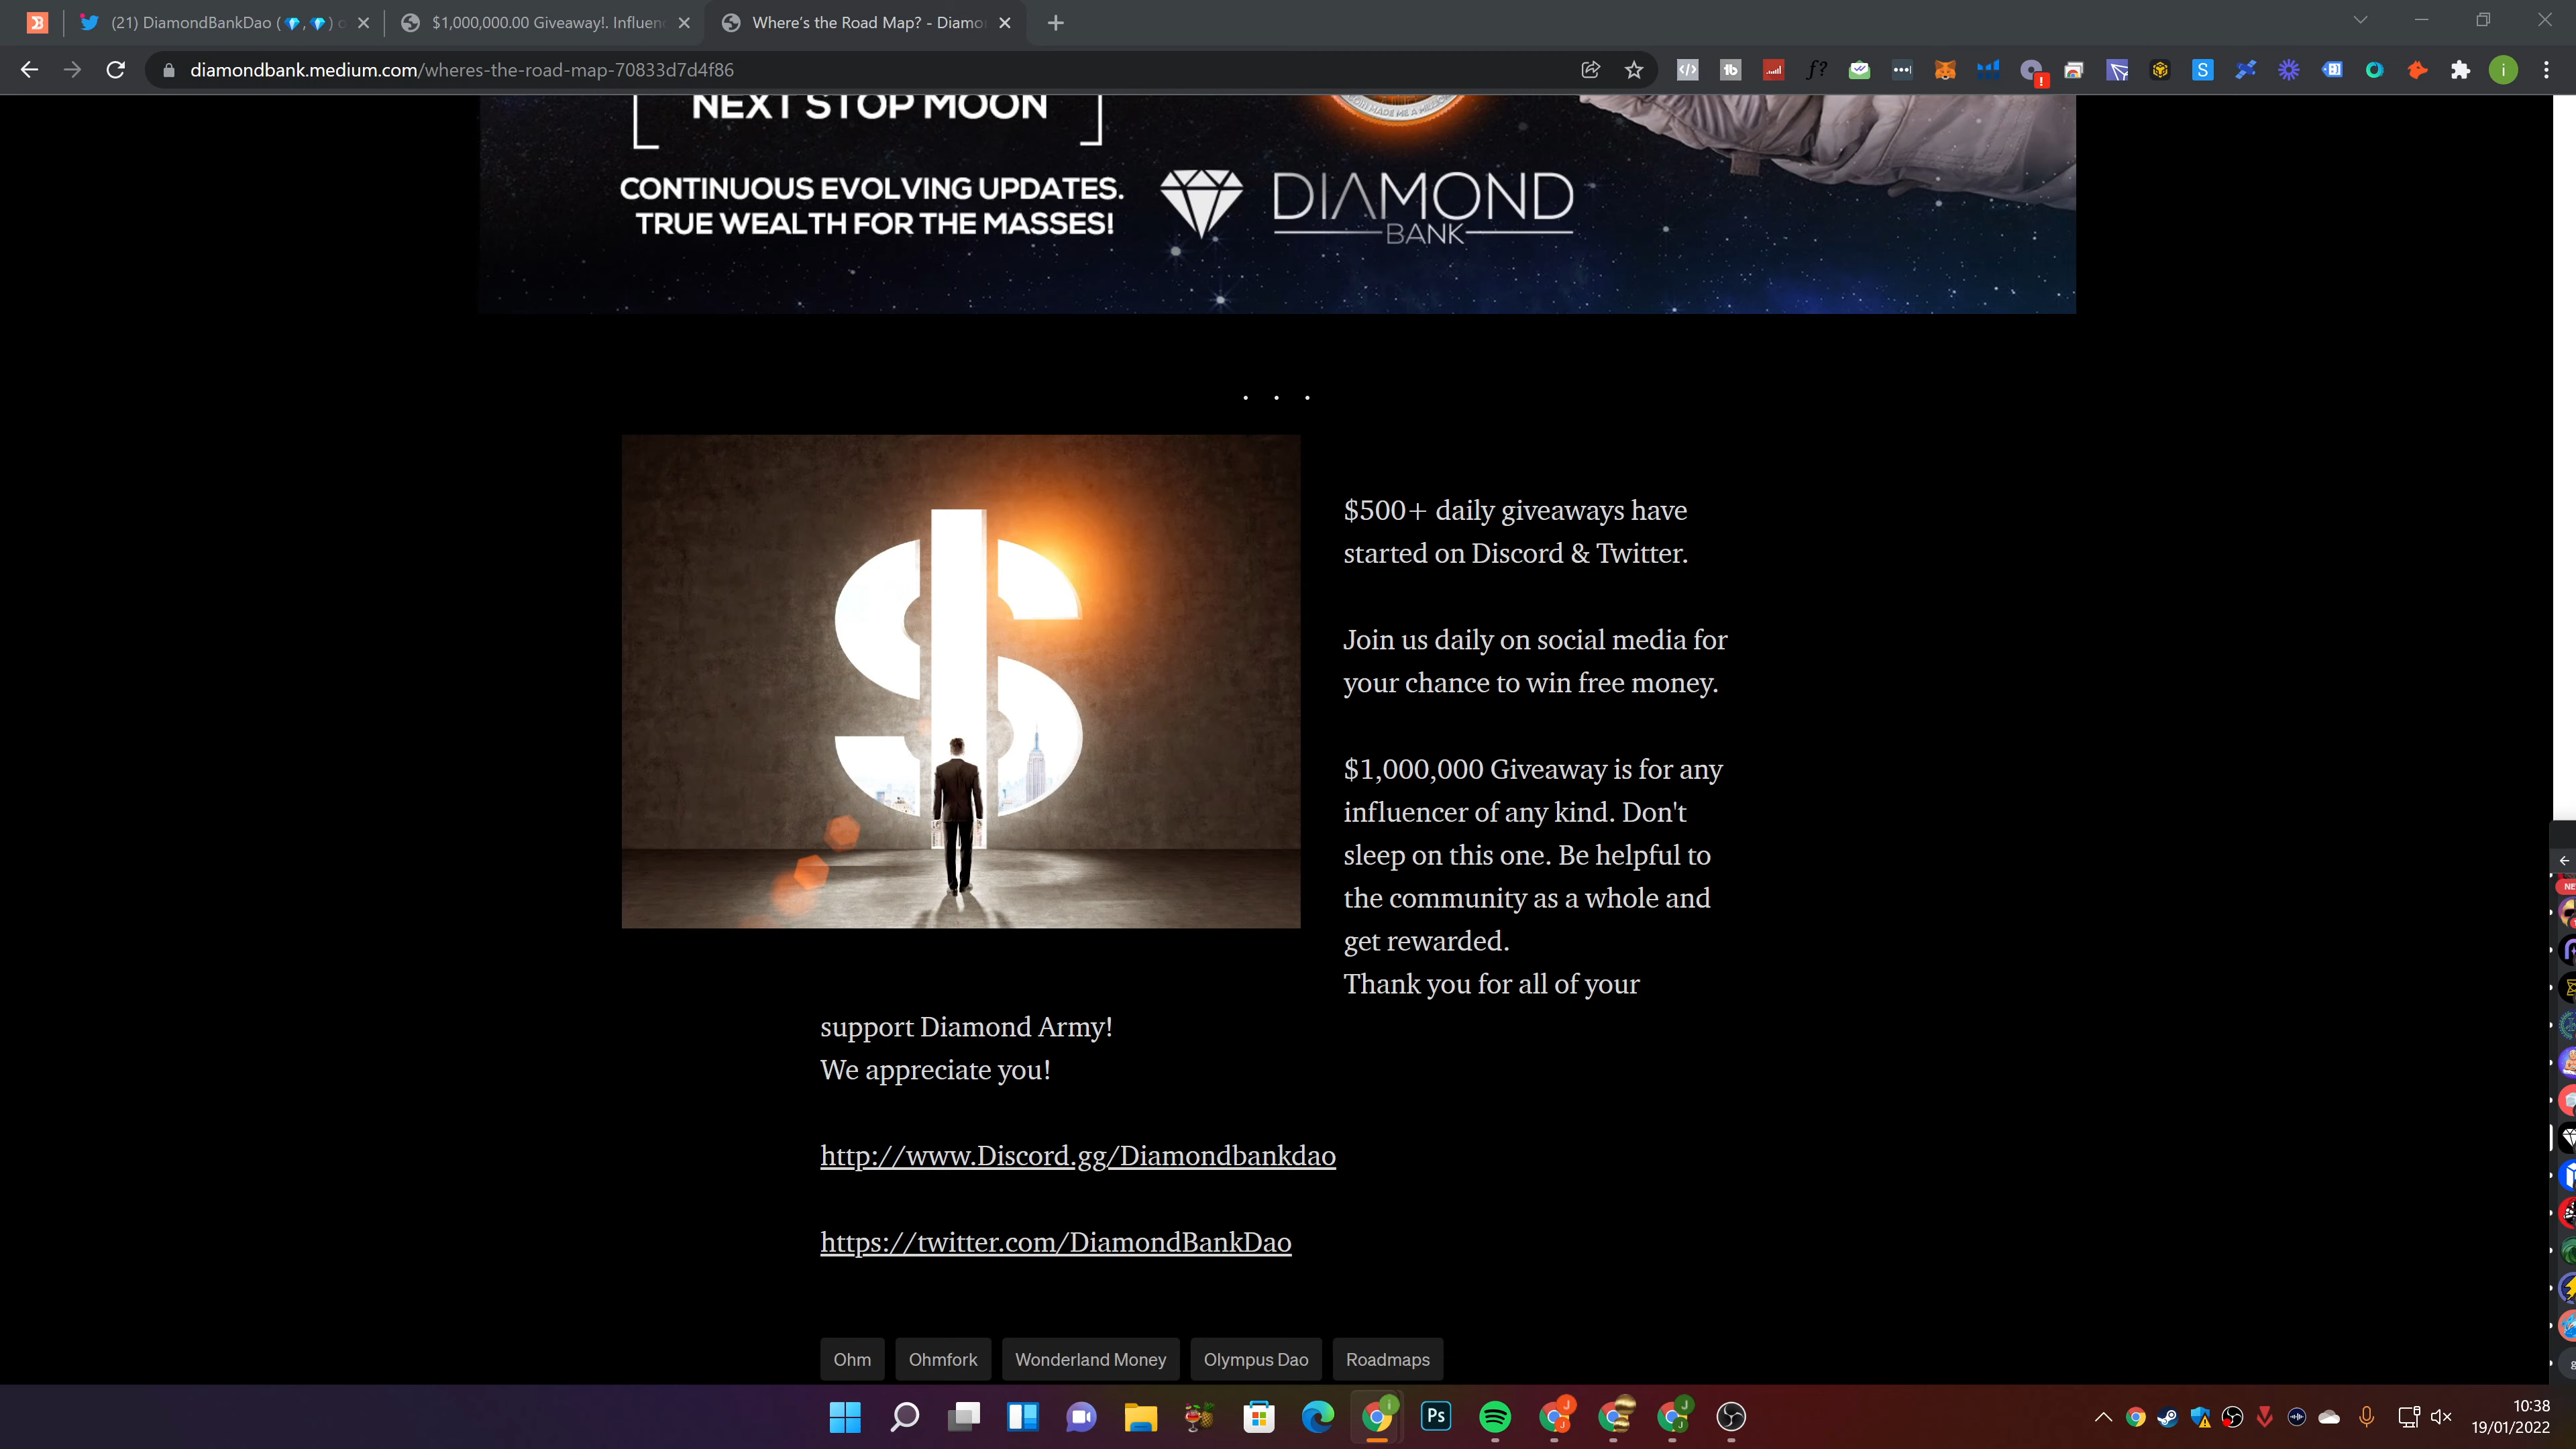 (21) DiamondBankDao (💎,💎) o
$1,000,000.00 Giveaway!. Influen
Where's the Road Map? - Diamo
diamondbank.medium.com/wheres-the-road-map-70833d7d4f86
NEXT STOP MOON
CONTINUOUS EVOLVING UPDATES.
TRUE WEALTH FOR THE MASSES!
DIAMOND
BANK
. . .
$500+ daily giveaways have
started on Discord & Twitter.
Join us daily on social media for
your chance to win free money.
$1,000,000 Giveaway is for any
influencer of any kind. Don't
sleep on this one. Be helpful to
the community as a whole and
get rewarded.
Thank you for all of your
support Diamond Army!
We appreciate you!
http://www.Discord.gg/Diamondbankdao
https://twitter.com/DiamondBankDao
Ohm
Ohmfork
Wonderland Money
Olympus Dao
Roadmaps
10:38
19/01/2022